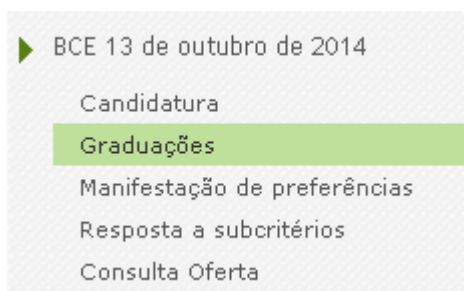 BCE 13 de outubro de 2014
Candidatura
Graduações
Manifestação de preferências
Resposta a subcritérios
Consulta Oferta